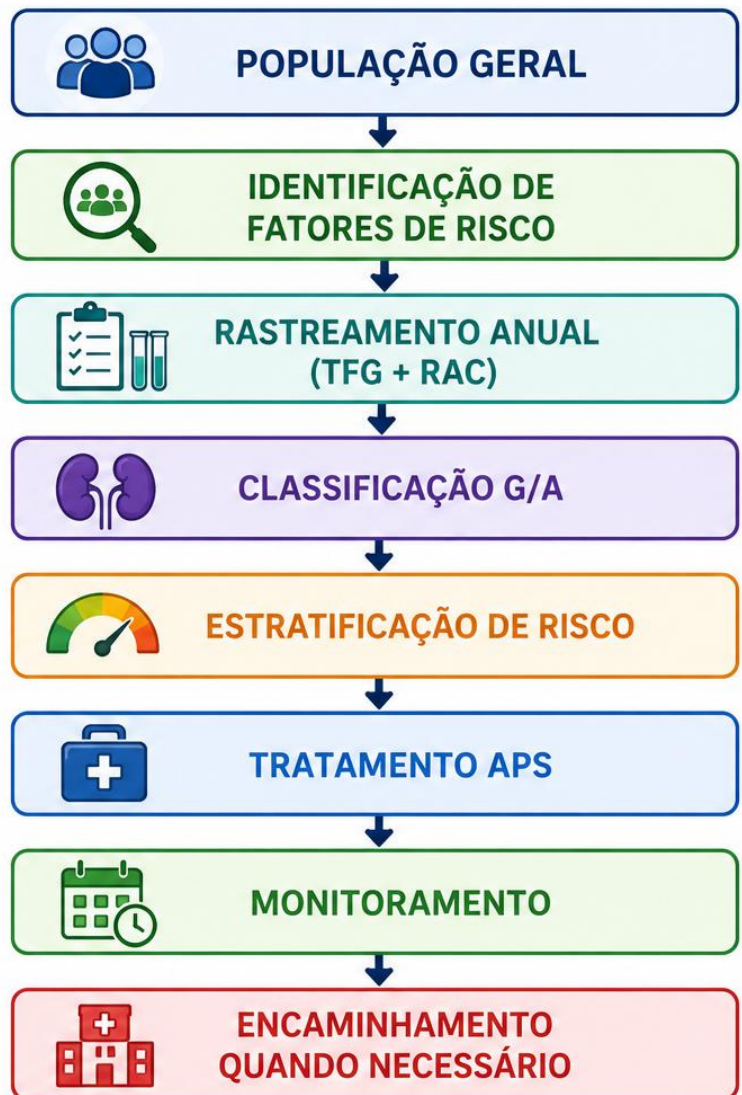 POPULAÇÃO GERAL
IDENTIFICAÇÃO DE
FATORES DE RISCO
RASTREAMENTO ANUAL
(TFG + RAC)
CLASSIFICAÇÃO G/A
ESTRATIFICAÇÃO DE RISCO
TRATAMENTO APS
MONITORAMENTO
ENCAMINHAMENTO
QUANDO NECESSÁRIO